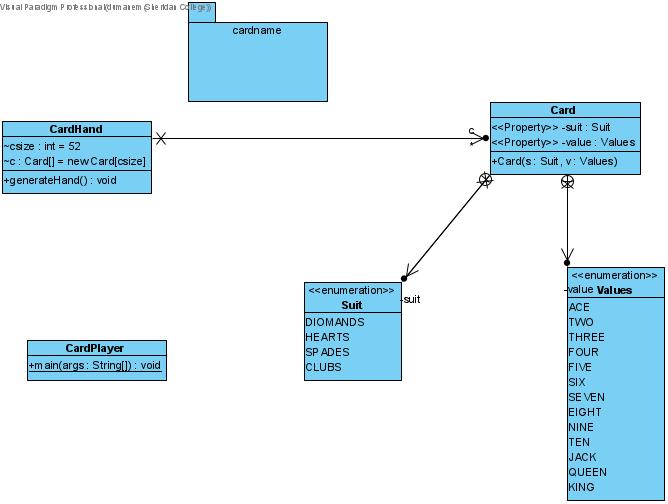 Visual Paradigm Professional(dumanem (Sheridan College))
cardname
CardHand
~csize : int = 52
~c : Card[] = new Card[csize]
+generateHand() : void
c
*
Card
<<Property>> -suit : Suit
<<Property>> -value : Values
+Card(s : Suit, v : Values)
<<enumeration>>
Suit
-suit
DIOMANDS
HEARTS
SPADES
CLUBS
<<enumeration>>
-value Values
ACE
TWO
THREE
FOUR
FIVE
SIX
SEVEN
EIGHT
NINE
TEN
JACK
QUEEN
KING
CardPlayer
+main(args : String[]) : void